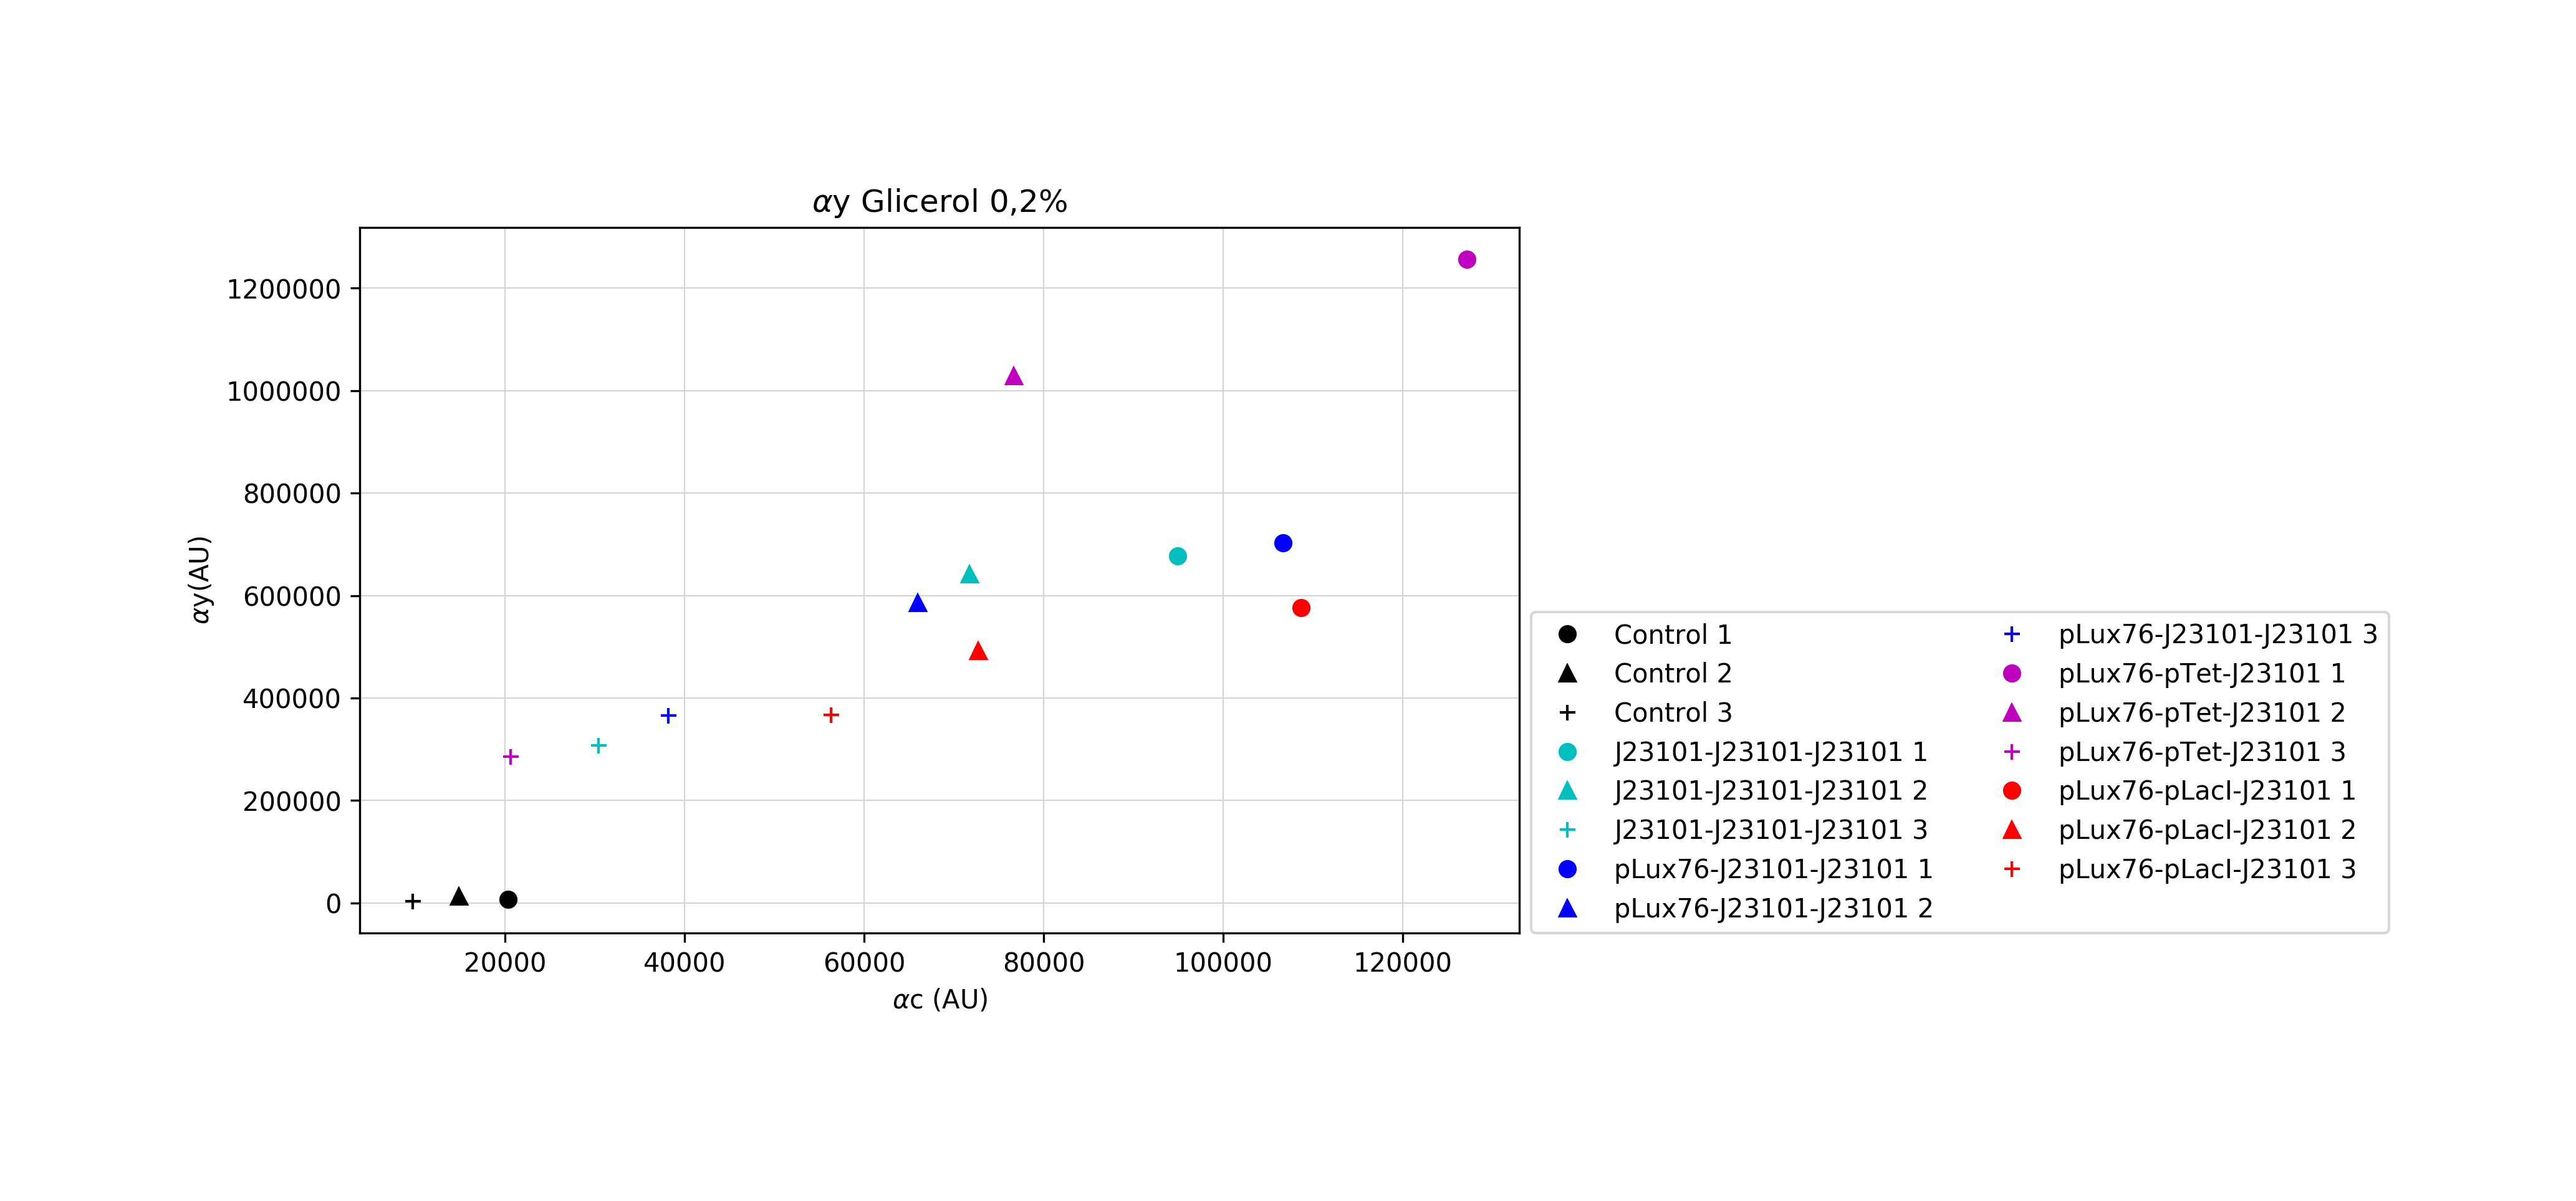 αy Glicerol 0,2%
1200000
1000000
800000
600000
400000
200000
0
αy(AU)
20000 40000 60000 80000 100000 120000
αc (AU)
Control 1
Control 2
Control 3
J23101-J23101-J23101 1
J23101-J23101-J23101 2
J23101-J23101-J23101 3
pLux76-J23101-J23101 1
pLux76-J23101-J23101 2
pLux76-J23101-J23101 3
pLux76-pTet-J23101 1
pLux76-pTet-J23101 2
pLux76-pTet-J23101 3
pLux76-pLacI-J23101 1
pLux76-pLacI-J23101 2
pLux76-pLacI-J23101 3